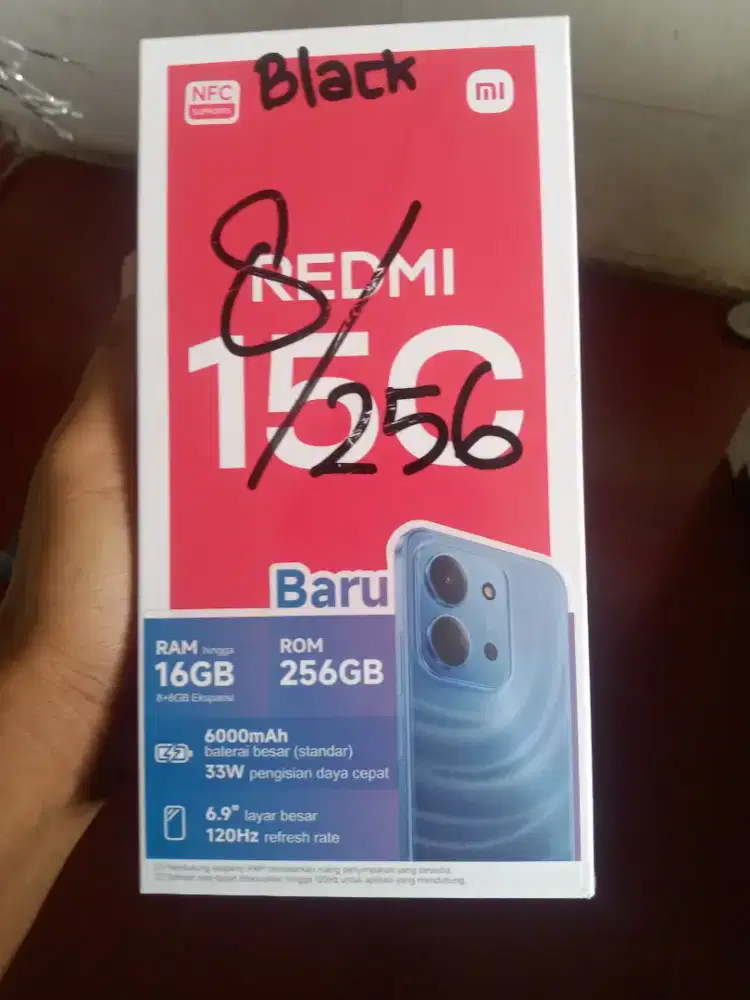 NFC
SUPPORTS
Black
mi
8/256
REDMI
15C
Baru
RAM hingga
16GB
8+8GB Ekspansi
ROM
256GB
6000mAh
baterai besar (standar)
33W pengisian daya cepat
6.9" layar besar
120Hz refresh rate